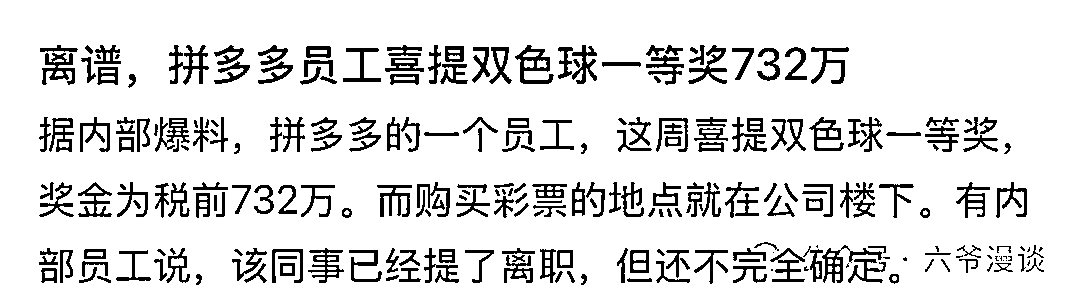 离谱，拼多多员工喜提双色球一等奖732万
据内部爆料，拼多多的一个员工，这周喜提双色球一等奖，
奖金为税前732万。而购买彩票的地点就在公司楼下。有内
部员工说，该同事已经提了离职，但还不完全确定。
公众号 · 六爷漫谈